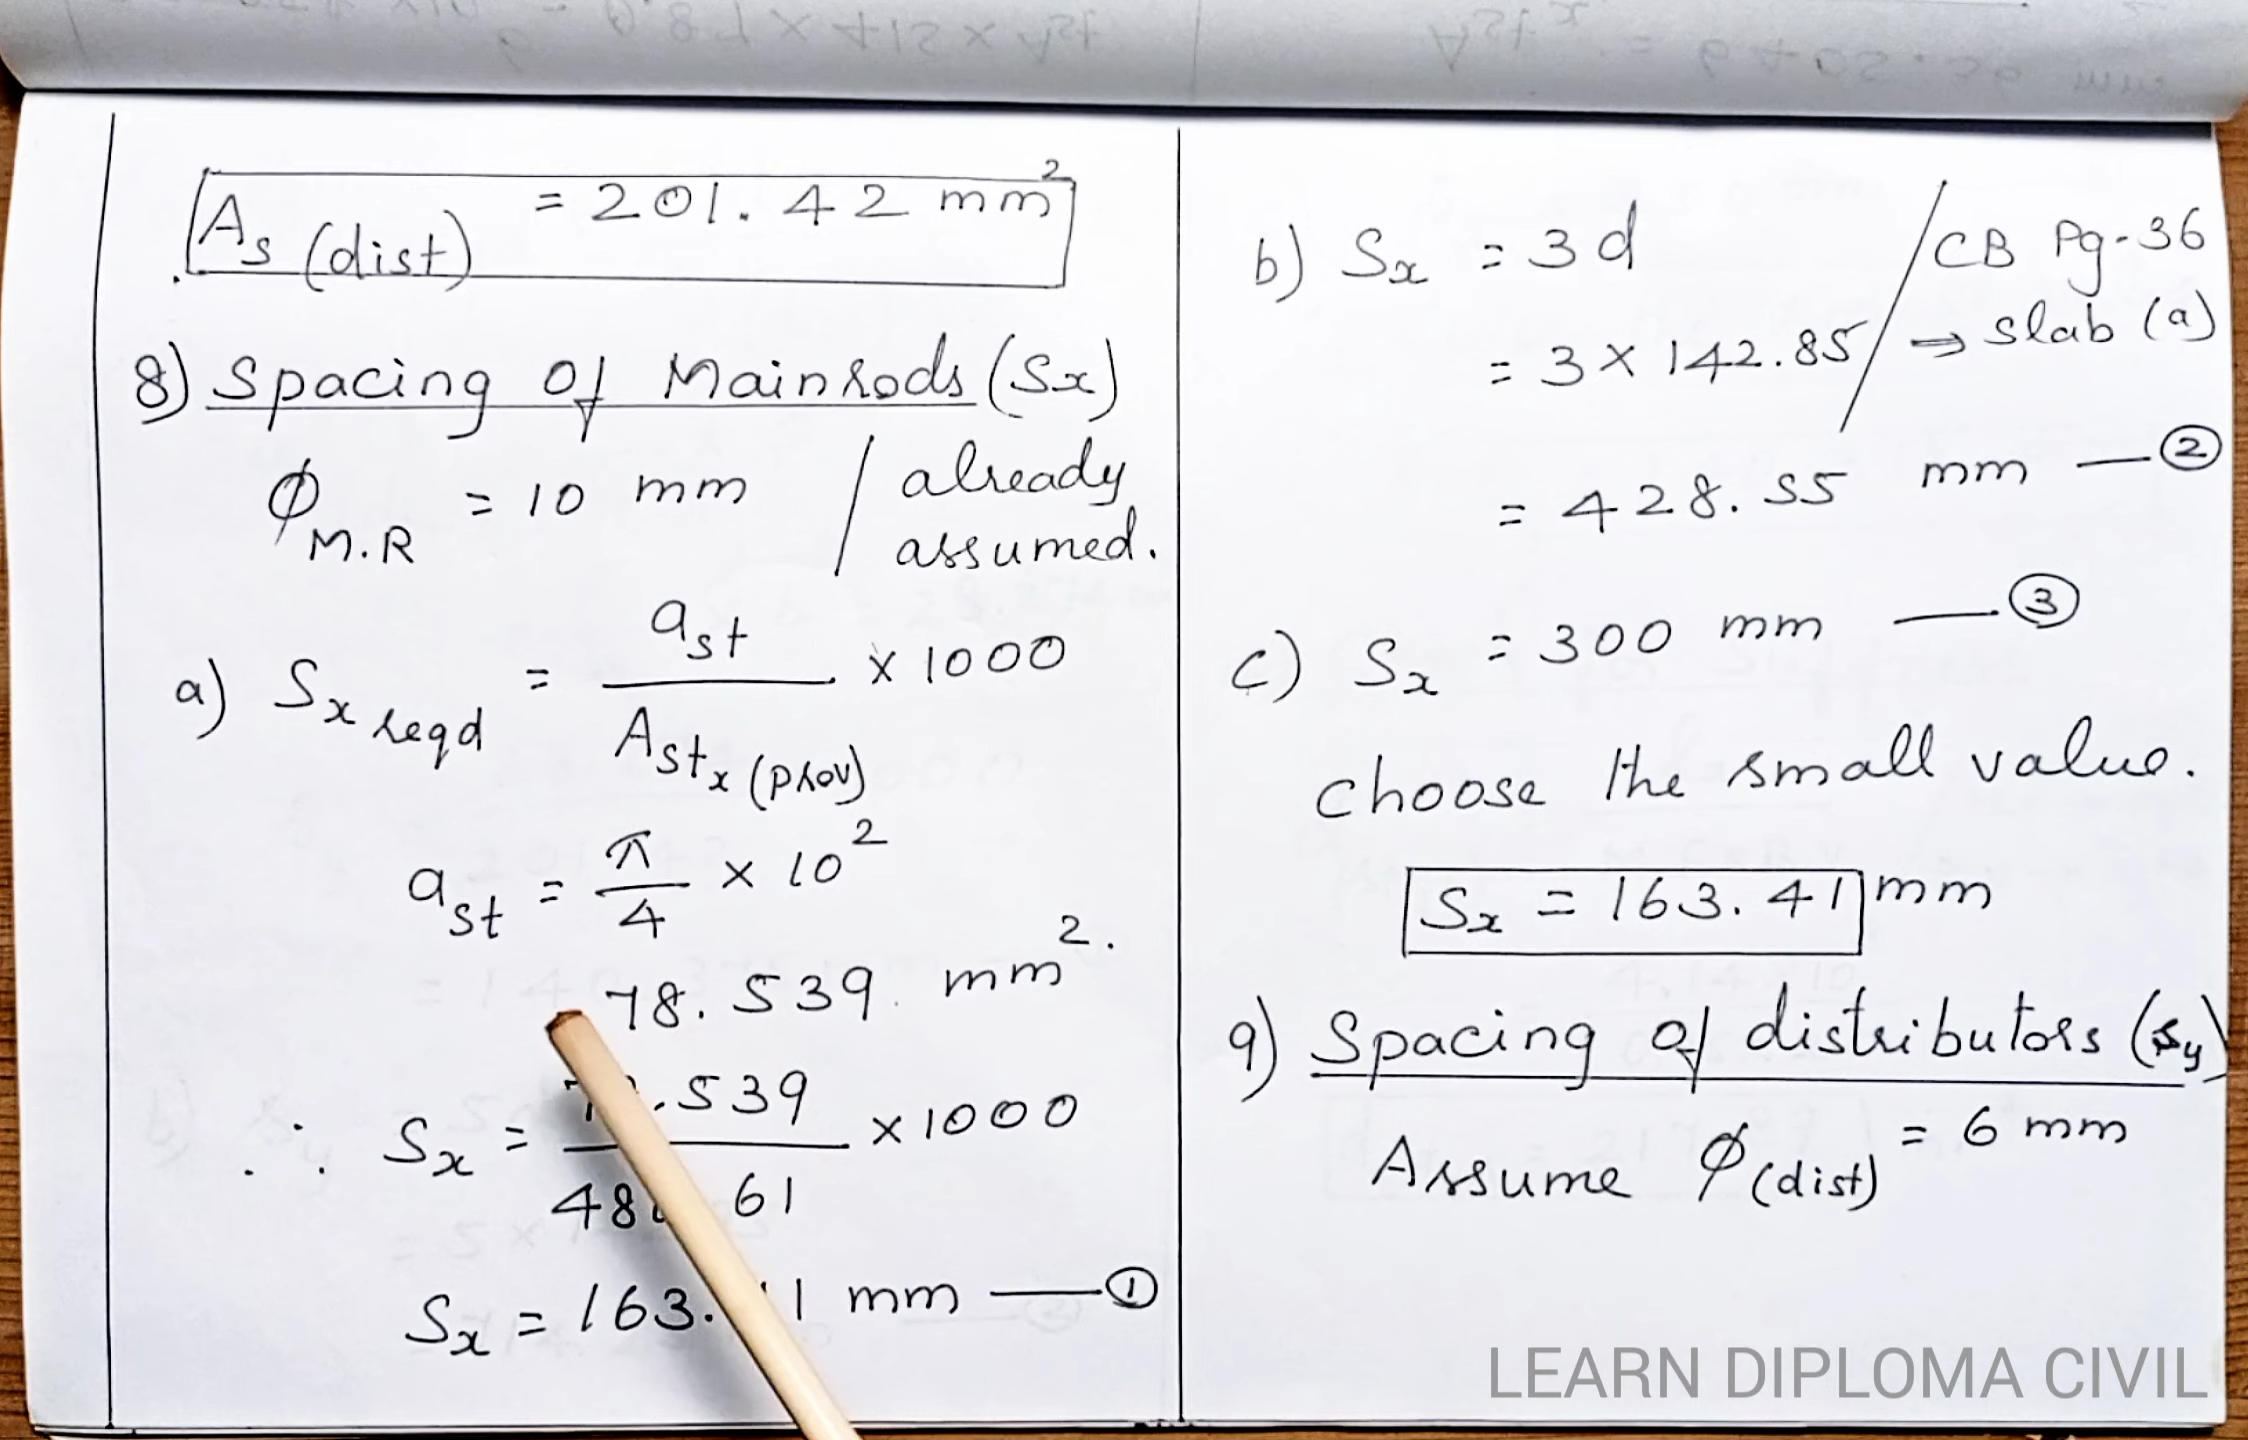 As (dist) = 201.42 mm²
8) Spacing Of Mainrods (Sx)
ϕM.R = 10 mm / already assumed.
a) Sx reqd = ast / Astx (prov) × 1000
ast = π/4 × 10²
78.539 mm².
∴ Sx = .539 / 48 61 × 1000
Sx = 163. 1 mm — ①
b) Sx = 3d / CB Pg-36
= 3 × 142.85 / ⇒ slab (a)
= 428.55 mm — ②
c) Sx = 300 mm — ③
choose the small value.
Sx = 163.41 mm
9) Spacing of distributors (sy)
Assume ϕ(dist) = 6 mm
LEARN DIPLOMA CIVIL